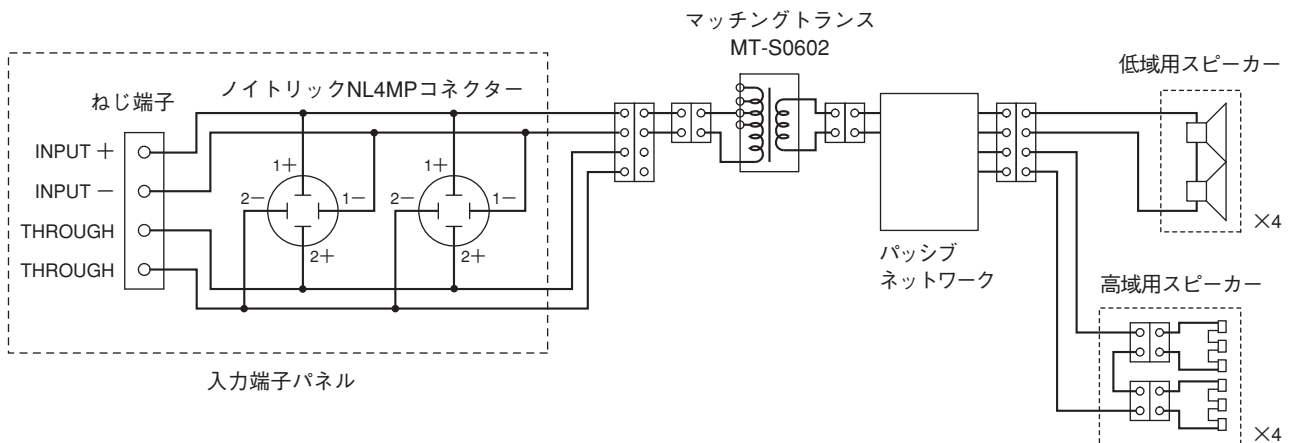 マッチングトランス
MT-S0602
低域用スピーカー
ねじ端子
ノイトリックNL4MPコネクター
INPUT +
INPUT −
THROUGH
THROUGH
1+
2−
1−
2+
1+
2−
1−
2+
×4
パッシブ
ネットワーク
高域用スピーカー
×4
入力端子パネル